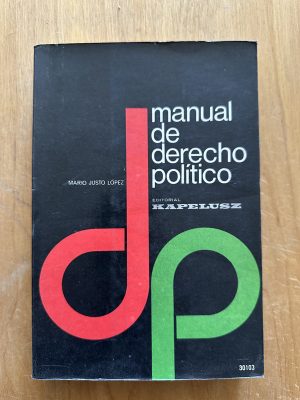 manual
de
derecho
político
MARIO JUSTO LÓPEZ
EDITORIAL
KAPELUSZ
dp
30103